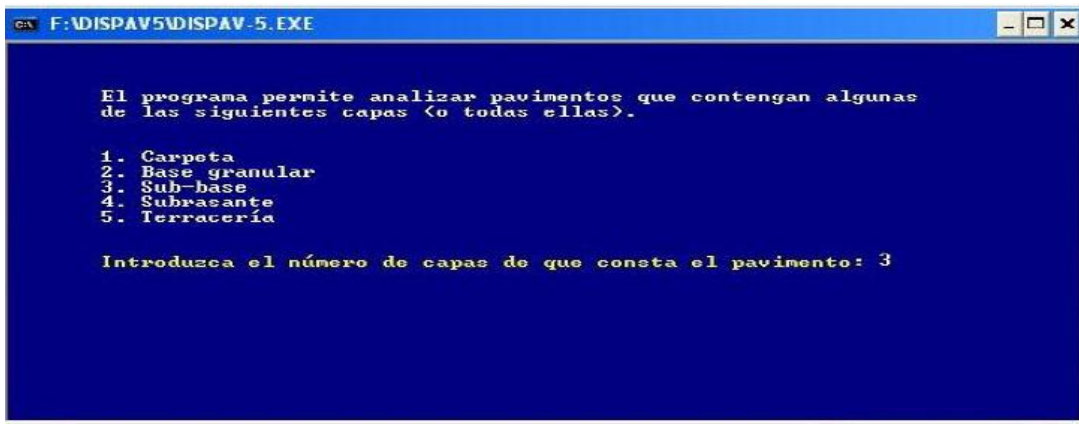 F:\DISPAV5\DISPAV-5.EXE
El programa permite analizar pavimentos que contengan algunas
de las siguientes capas (o todas ellas).
1. Carpeta
2. Base granular
3. Sub-base
4. Subrasante
5. Terracería
Introduzca el número de capas de que consta el pavimento: 3